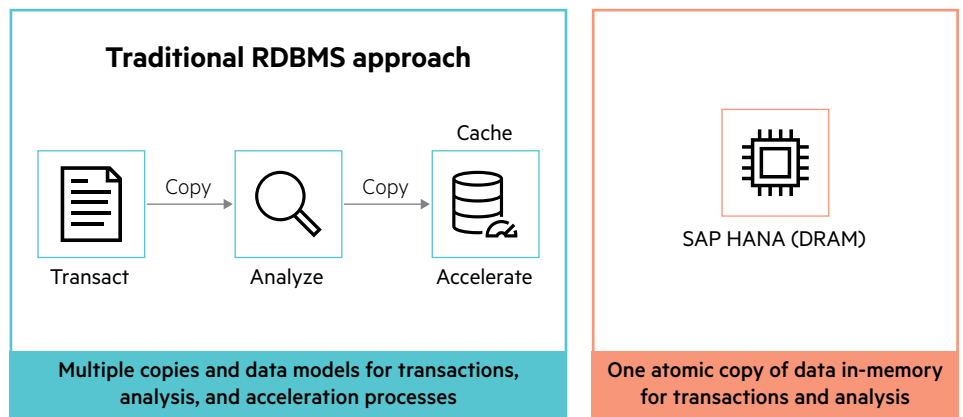 Traditional RDBMS approach
Cache
Copy
Copy
Transact
Analyze
Accelerate
Multiple copies and data models for transactions,
analysis, and acceleration processes
SAP HANA (DRAM)
One atomic copy of data in-memory
for transactions and analysis